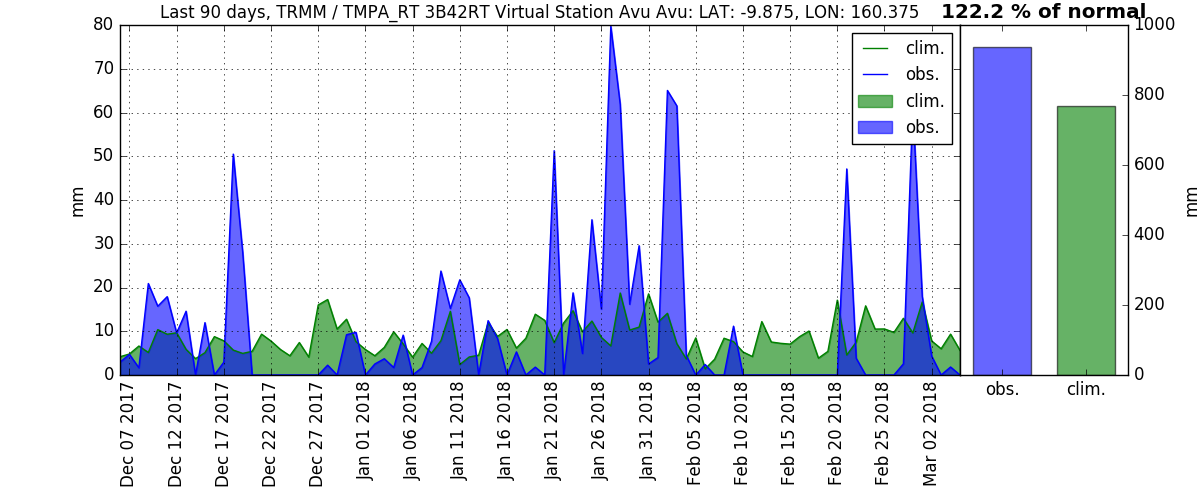 Last 90 days, TRMM / TMPA_RT 3B42RT Virtual Station Avu Avu: LAT: -9.875, LON: 160.375
122.2 % of normal
80
70
60
50
40
30
20
10
0
mm
clim.
obs.
clim.
obs.
1000
800
600
400
200
0
mm
obs.
clim.
Dec 07 2017
Dec 12 2017
Dec 17 2017
Dec 22 2017
Dec 27 2017
Jan 01 2018
Jan 06 2018
Jan 11 2018
Jan 16 2018
Jan 21 2018
Jan 26 2018
Jan 31 2018
Feb 05 2018
Feb 10 2018
Feb 15 2018
Feb 20 2018
Feb 25 2018
Mar 02 2018